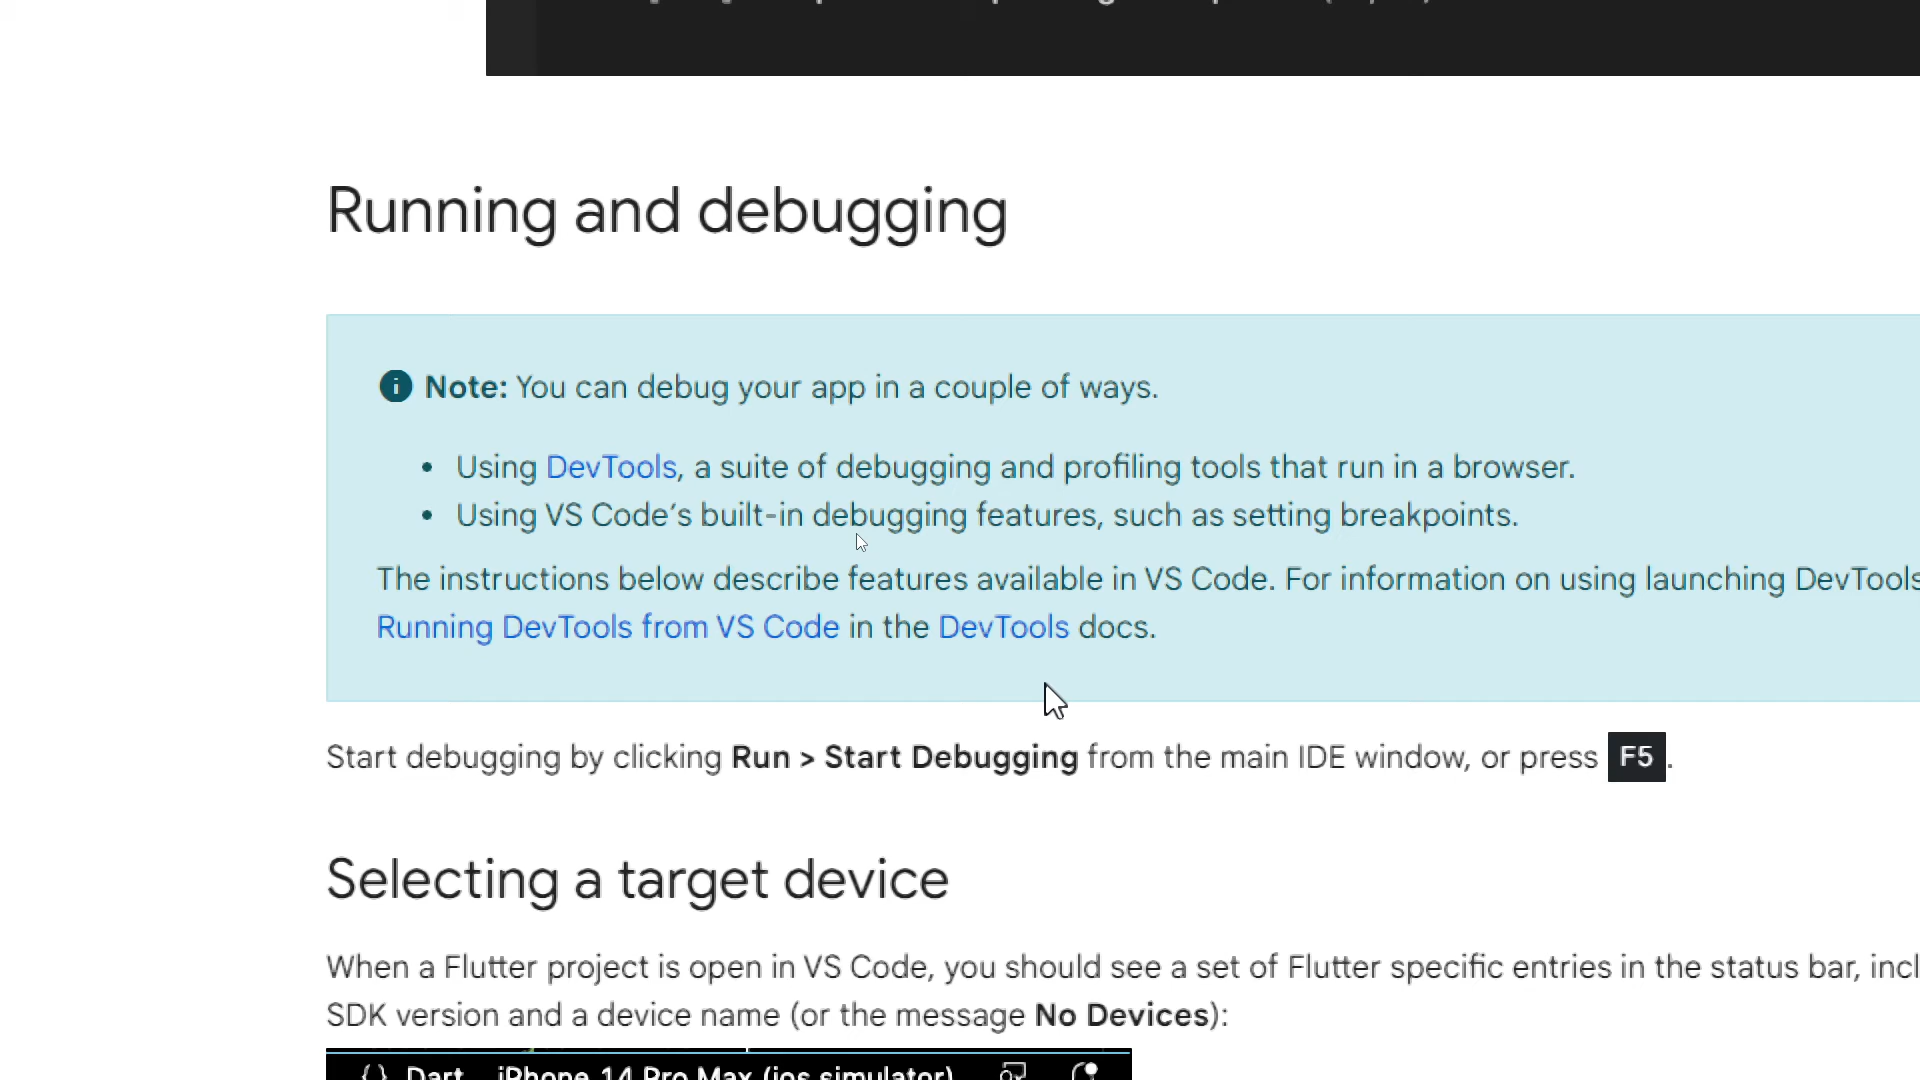 Running and debugging
Note: You can debug your app in a couple of ways.
• Using DevTools, a suite of debugging and profiling tools that run in a browser.
• Using VS Code's built-in debugging features, such as setting breakpoints.
The instructions below describe features available in VS Code. For information on using launching DevTools
Running DevTools from VS Code in the DevTools docs.
Start debugging by clicking Run > Start Debugging from the main IDE window, or press F5.
Selecting a target device
When a Flutter project is open in VS Code, you should see a set of Flutter specific entries in the status bar, incl
SDK version and a device name (or the message No Devices):
{} Dart iPhone 14 Pro Max (ios simulator)